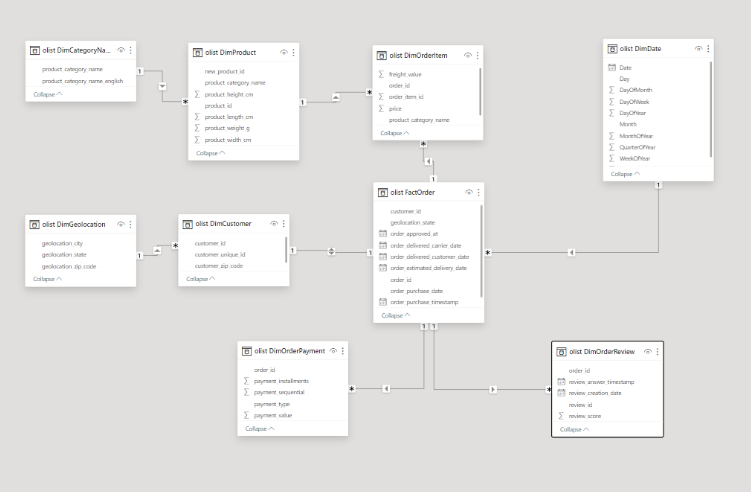 olist DimCategoryNa...
product_category_name
product_category_name_english
Collapse
olist DimProduct
new_product_id
product_category_name
product_height_cm
product_id
product_length_cm
product_weight_g
product_width_cm
Collapse
olist DimOrderItem
freight_value
order_id
order_item_id
price
product_category_name
Collapse
olist DimDate
Date
Day
DayOfMonth
DayOfWeek
DayOfYear
Month
MonthOfYear
QuarterOfYear
WeekOfYear
Collapse
1
*
1
*
*
1
1
*
olist DimGeolocation
geolocation_city
geolocation_state
geolocation_zip_code
Collapse
olist DimCustomer
customer_id
customer_unique_id
customer_zip_code
Collapse
olist FactOrder
customer_id
geolocation_state
order_approved_at
order_delivered_carrier_date
order_delivered_customer_date
order_estimated_delivery_date
order_id
order_purchase_date
order_purchase_timestamp
Collapse
1
*
1
1
1
1
olist DimOrderPayment
order_id
payment_installments
payment_sequential
payment_type
payment_value
Collapse
*
olist DimOrderReview
order_id
review_answer_timestamp
review_creation_date
review_id
review_score
Collapse
*